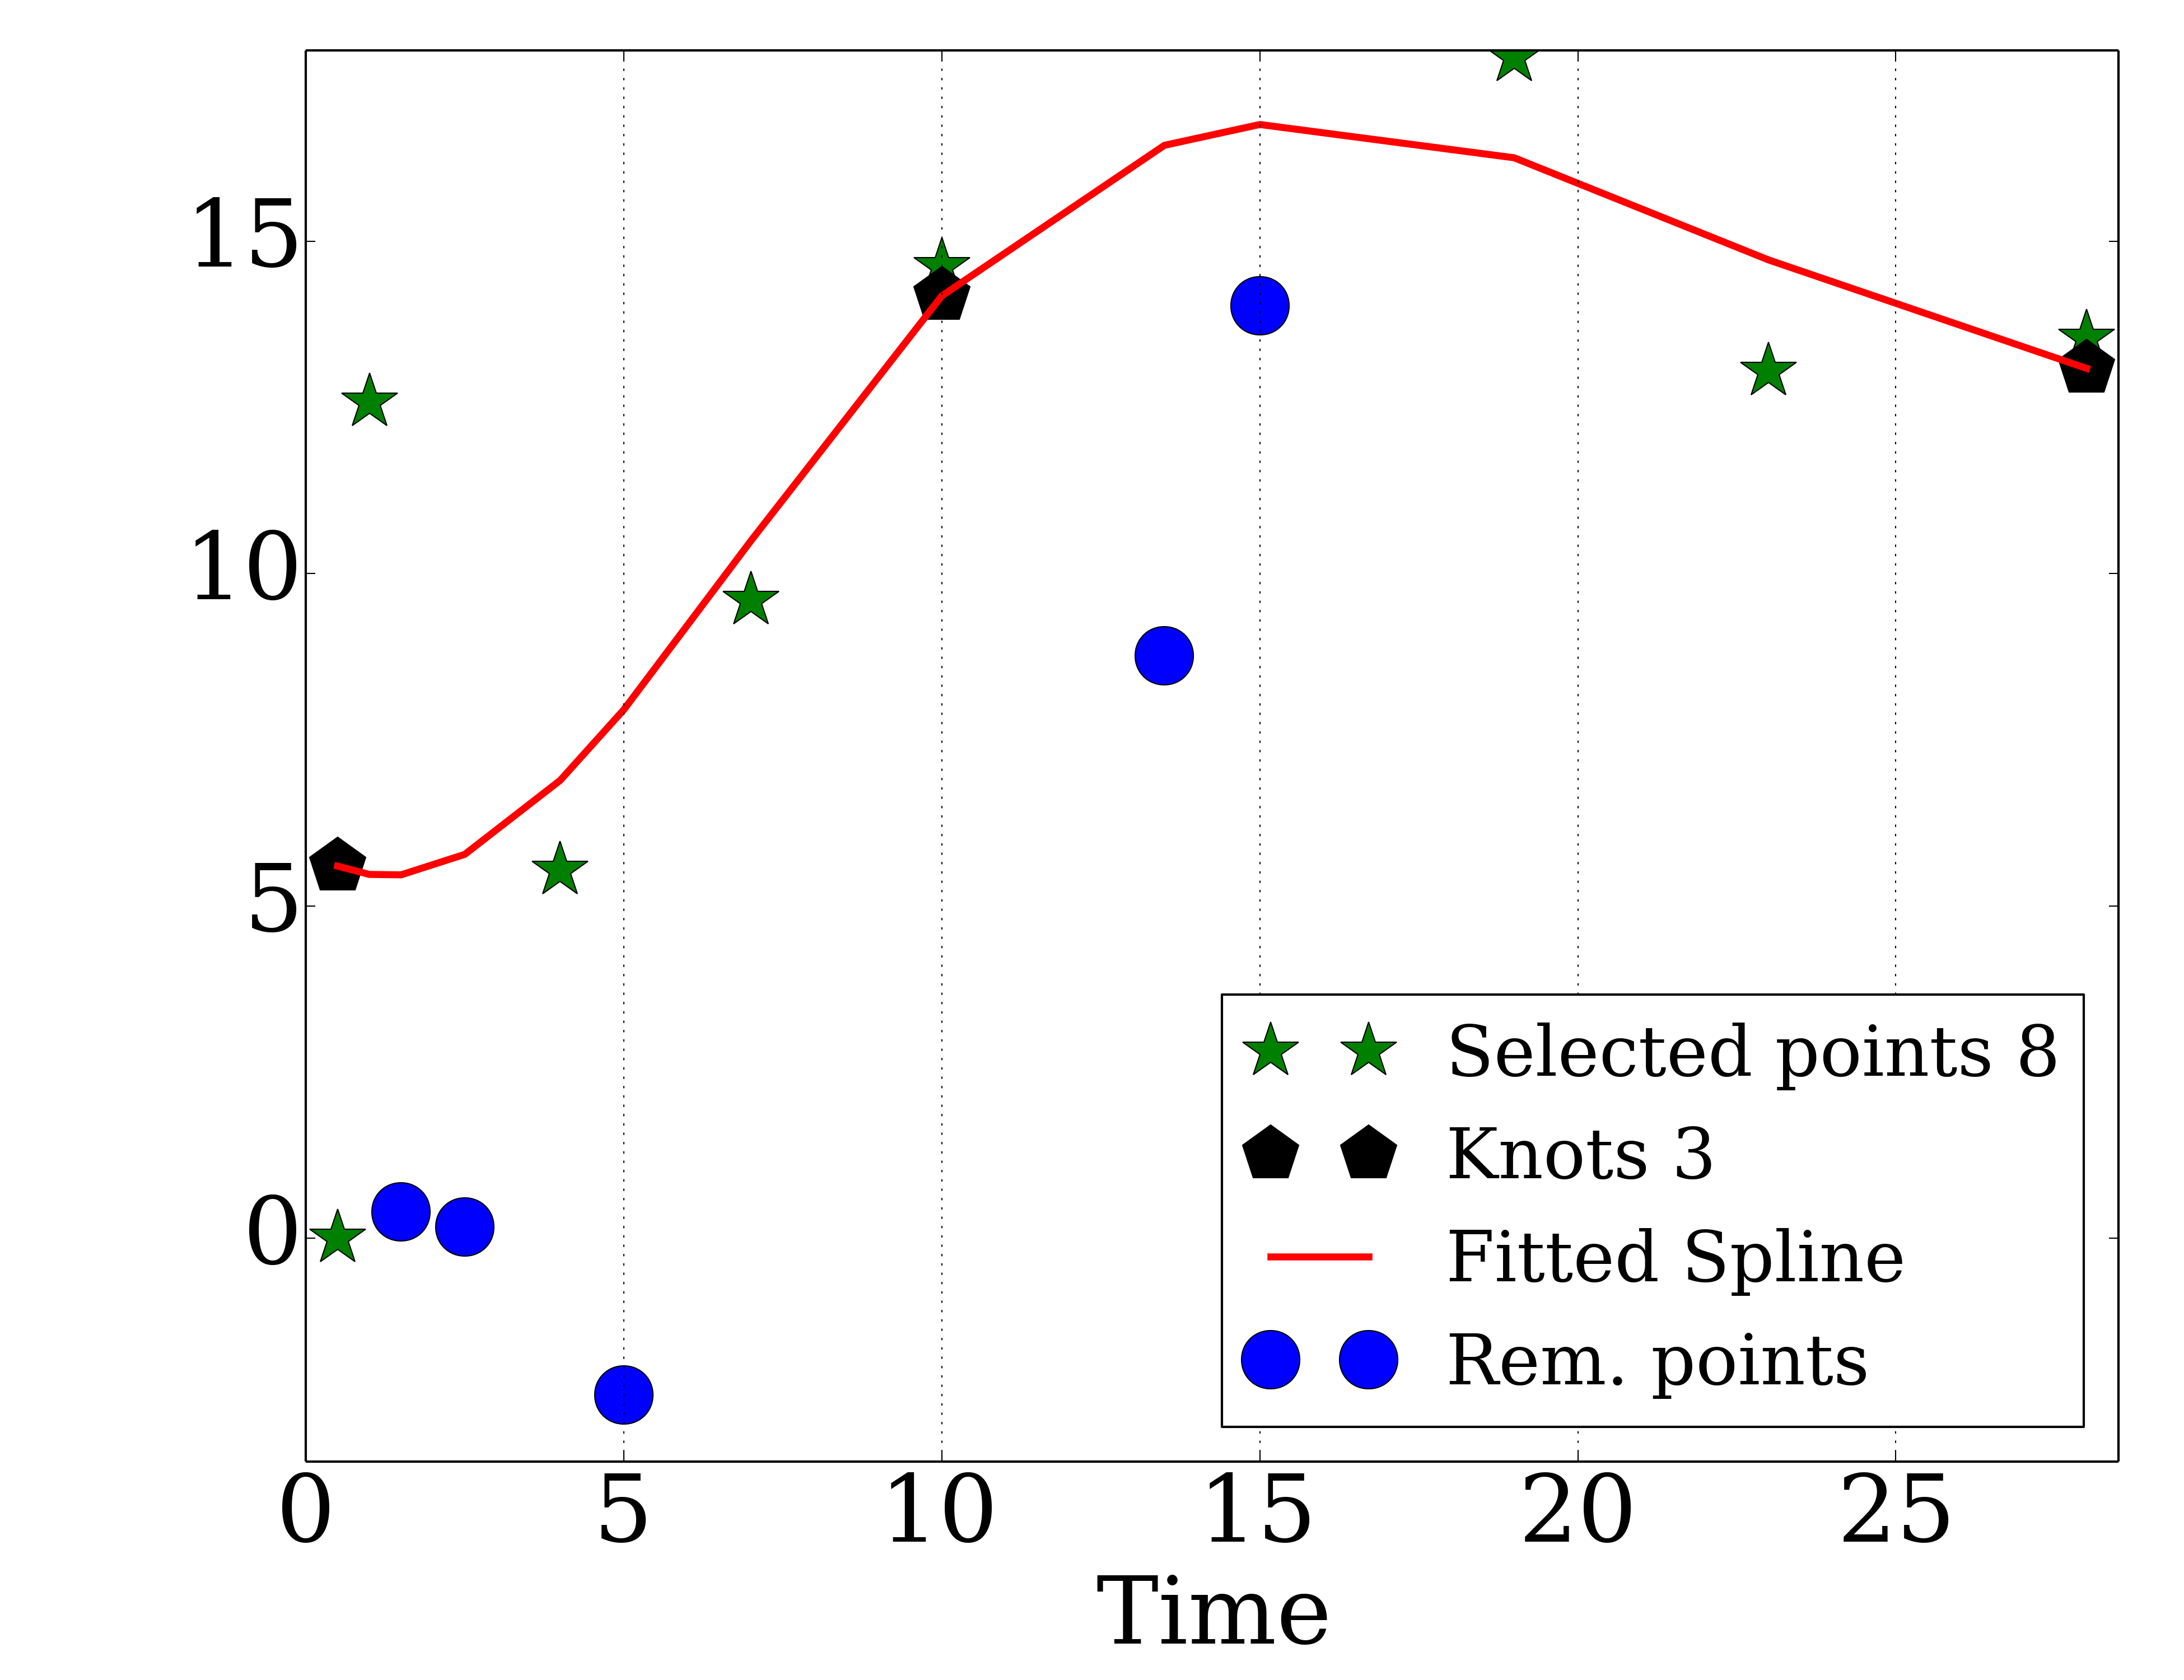 15
10
5
0
Selected points 8
Knots 3
Fitted Spline
Rem. points
0 5 10 15 20 25
Time